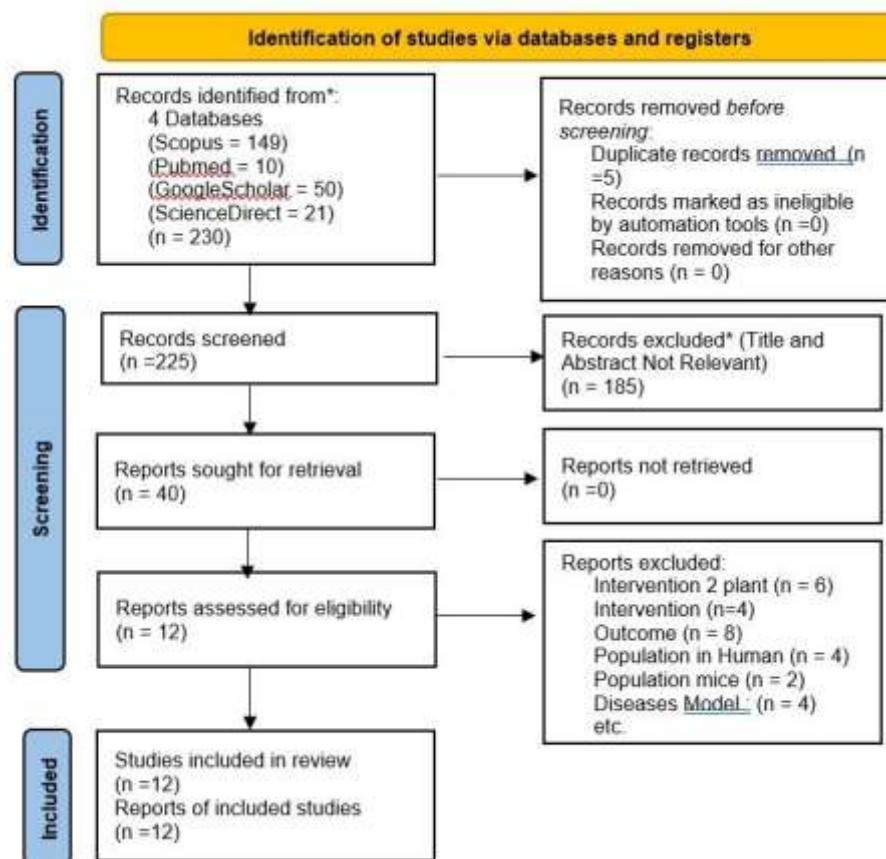 Identification of studies via databases and registers
Identification
Records identified from*:
4 Databases
(Scopus = 149)
(Pubmed = 10)
(GoogleScholar = 50)
(ScienceDirect = 21)
(n = 230)
Records removed before
screening:
Duplicate records removed (n
=5)
Records marked as ineligible
by automation tools (n =0)
Records removed for other
reasons (n = 0)
Screening
Records screened
(n =225)
Records excluded* (Title and
Abstract Not Relevant)
(n = 185)
Reports sought for retrieval
(n = 40)
Reports not retrieved
(n =0)
Reports assessed for eligibility
(n = 12)
Reports excluded:
Intervention 2 plant (n = 6)
Intervention (n=4)
Outcome (n = 8)
Population in Human (n = 4)
Population mice (n = 2)
Diseases Model : (n = 4)
etc.
Included
Studies included in review
(n =12)
Reports of included studies
(n =12)